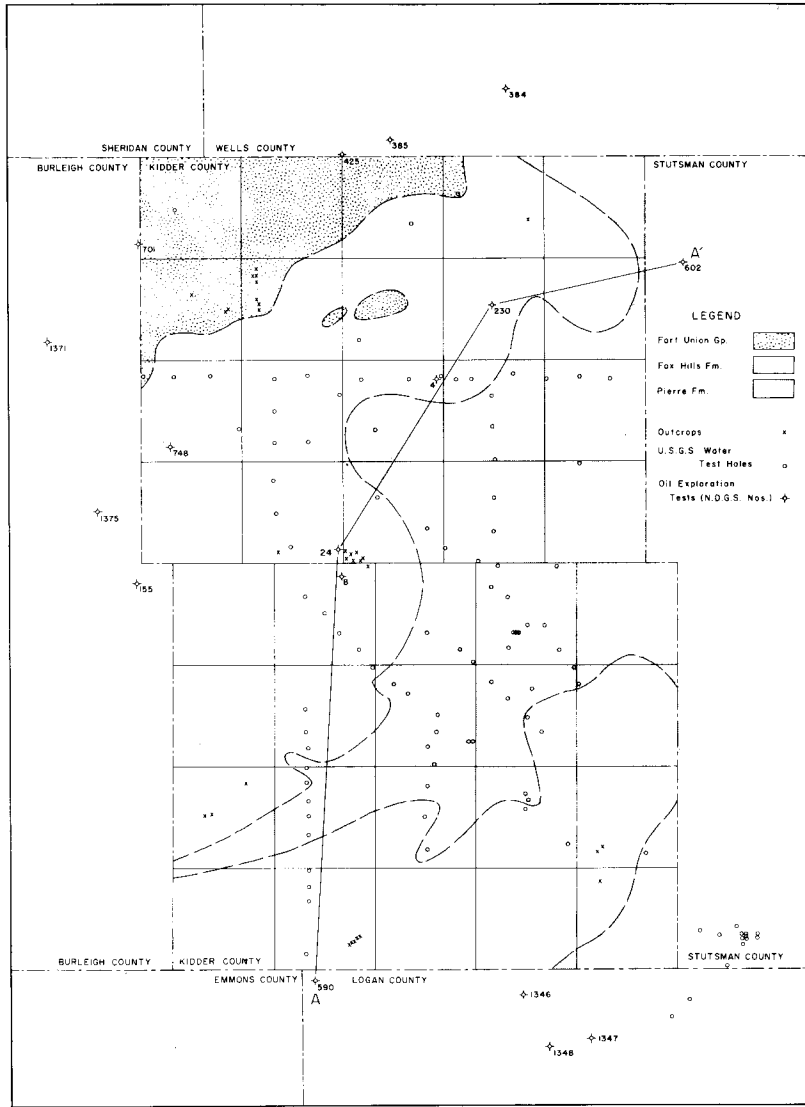 384
385
SHERIDAN COUNTY WELLS COUNTY
425
BURLEIGH COUNTY KIDDER COUNTY STUTSMAN COUNTY
701
A'
602
230
LEGEND
Fort Union Gp.
1371
Fox Hills Fm.
4
Pierre Fm.
Outcrops x
748
U.S.G.S. Water
Test Holes o
Oil Exploration
Tests (N.D.G.S. Nos.)
1375
24
8
155
BURLEIGH COUNTY KIDDER COUNTY STUTSMAN COUNTY
EMMONS COUNTY LOGAN COUNTY
590
A
1346
1347
1348